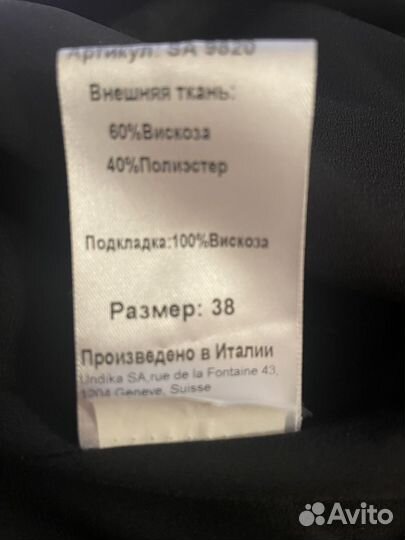 Артикул: SA 9820
Внешняя ткань:
60%Вискоза
40%Полиэстер
Подкладка:100%Вискоза
Размер: 38
Произведено в Италии
Undika SA,rue de la Fontaine 43,
1204 Geneve, Suisse
Avito